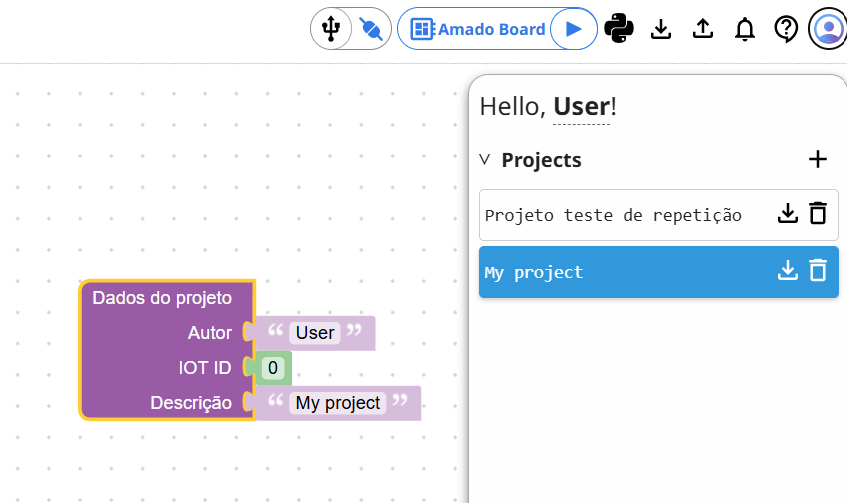 Amado Board
Hello, User!
Projects
Projeto teste de repetição
My project
Dados do projeto
Autor “ User ”
IOT ID 0
Descrição “ My project ”